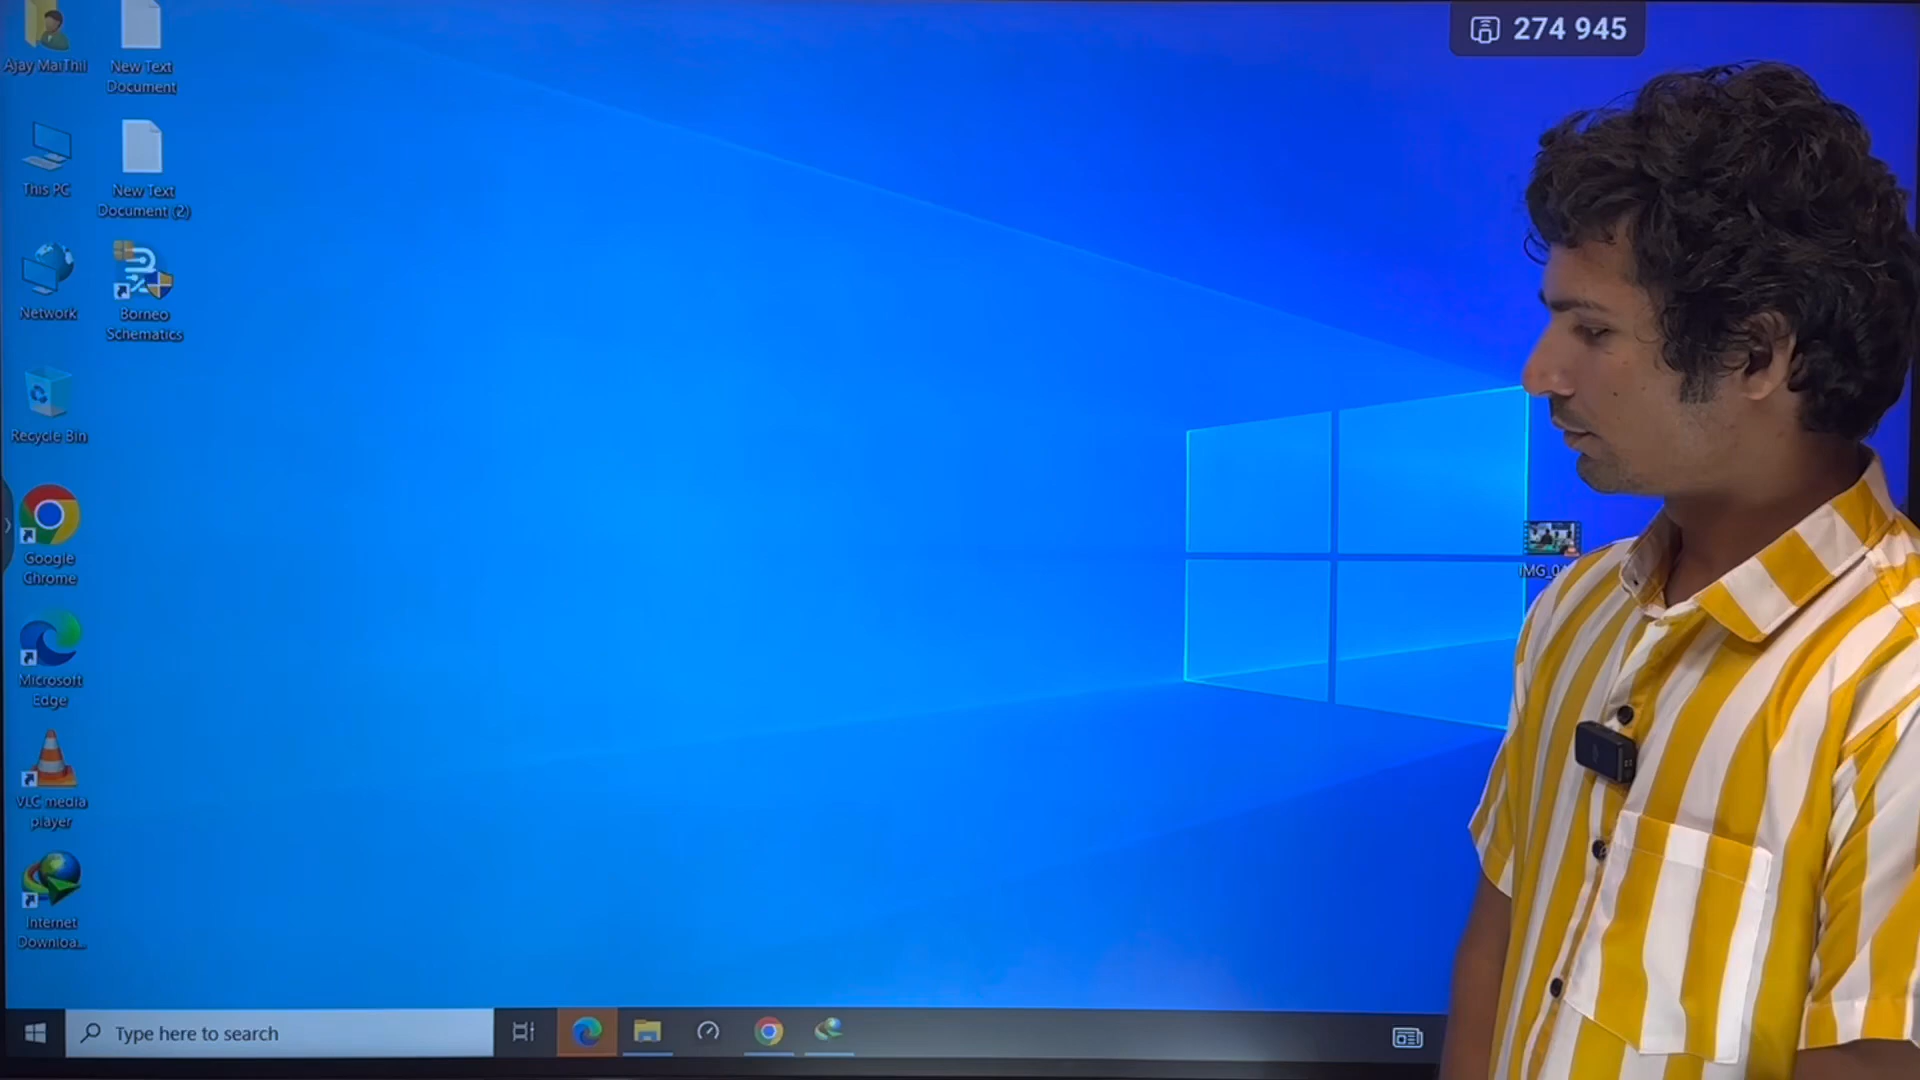 274 945
Ajay MaiThil
New Text
Document
This PC
New Text
Document (2)
Network
Borneo
Schematics
Recycle Bin
Google
Chrome
Microsoft
Edge
VLC media
player
Internet
Downloa...
Type here to search